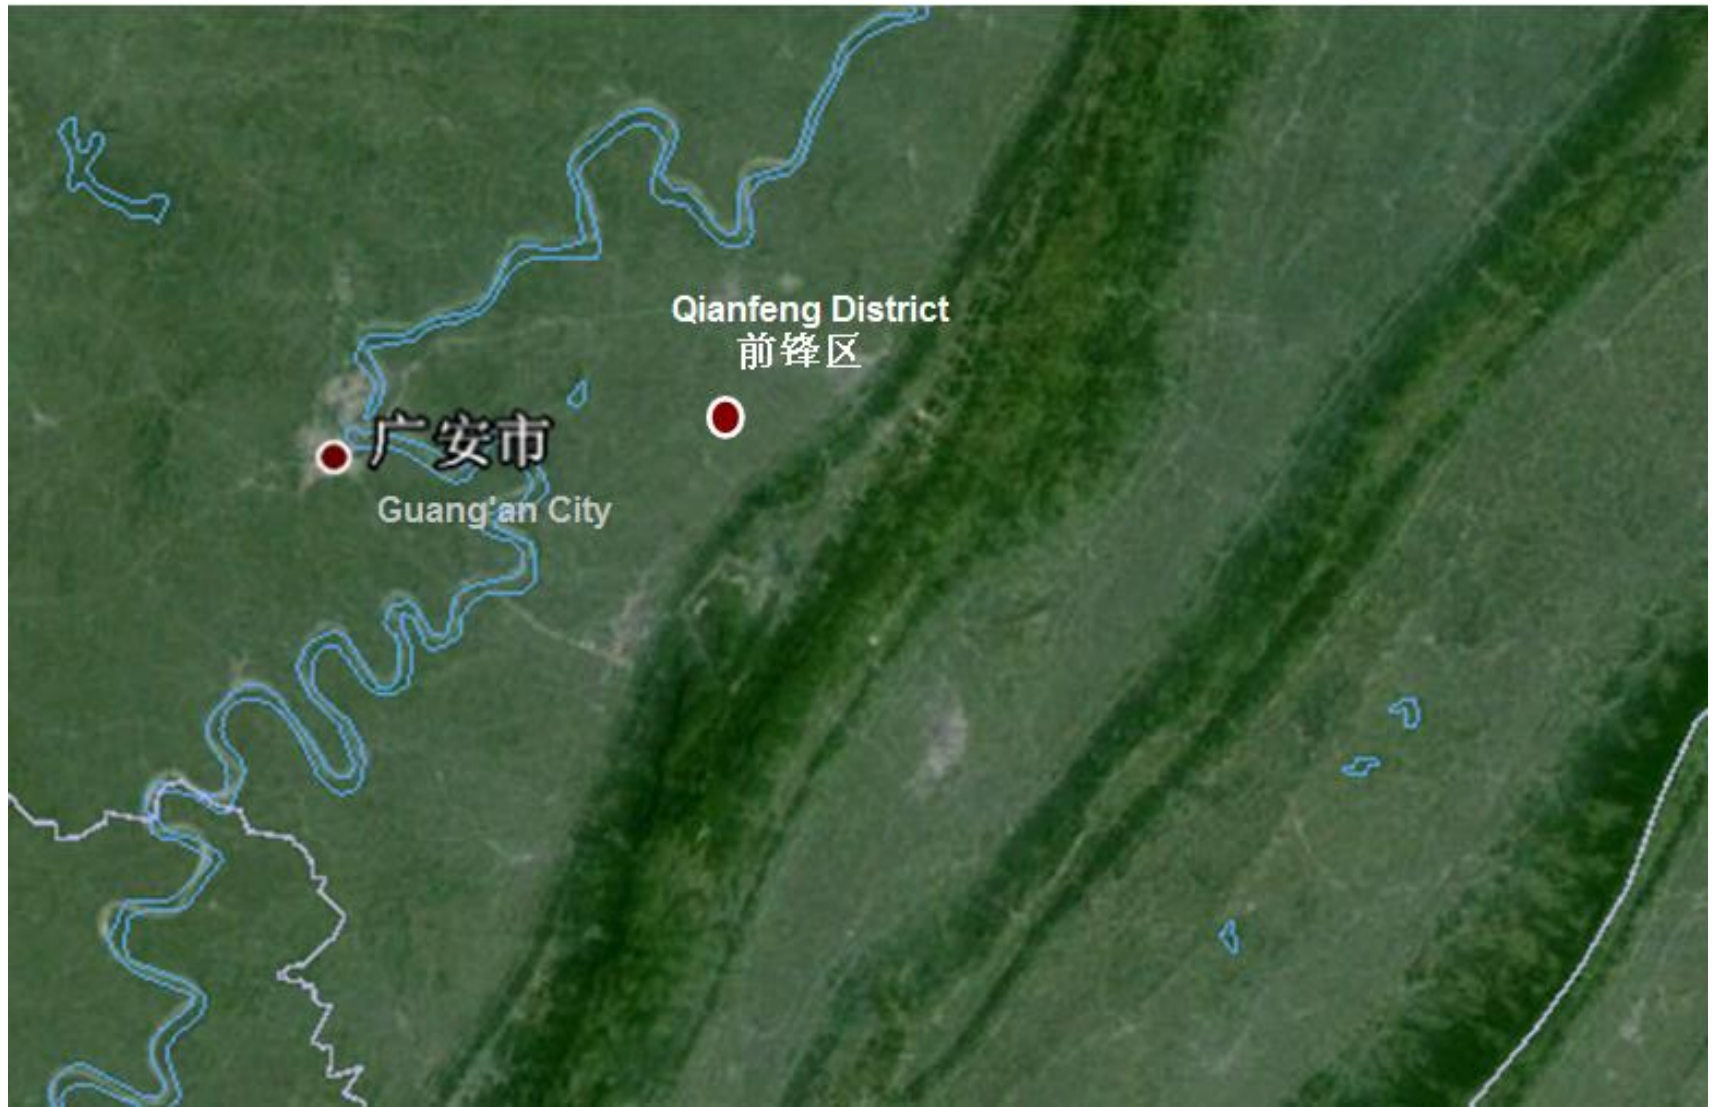 Qianfeng District
前锋区
广安市
Guang'an City